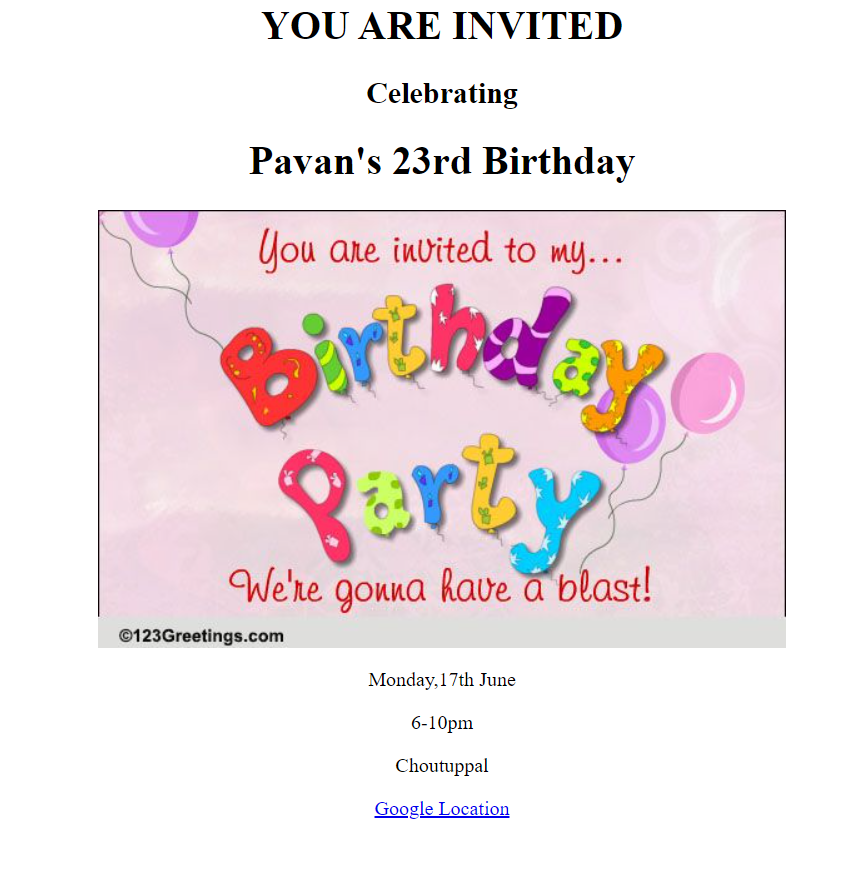 YOU ARE INVITED
Celebrating
Pavan's 23rd Birthday
You are invited to my...
Birthday
Party
We're gonna have a blast!
©123Greetings.com
Monday,17th June
6-10pm
Choutuppal
Google Location